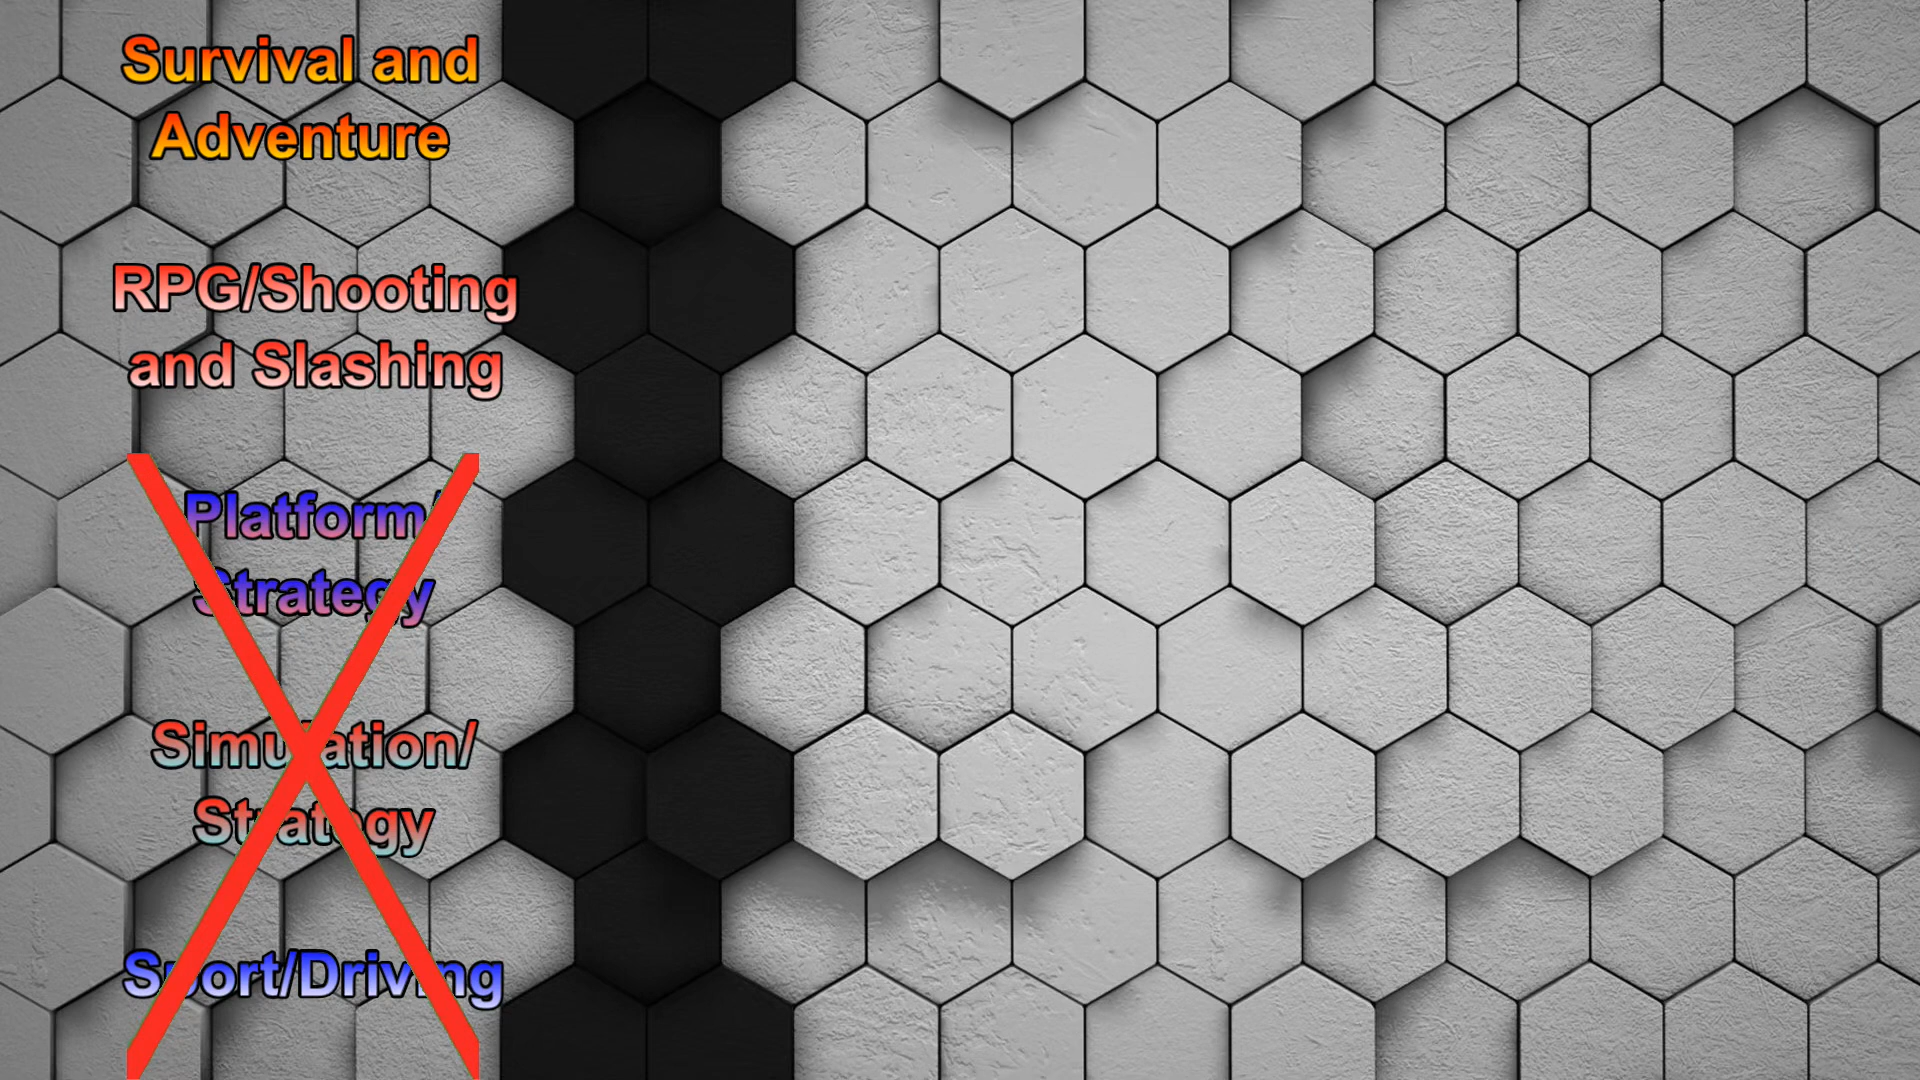 Survival and
Adventure
RPG/Shooting
and Slashing
Platform/
Strategy
Simulation/
Strategy
Sport/Driving